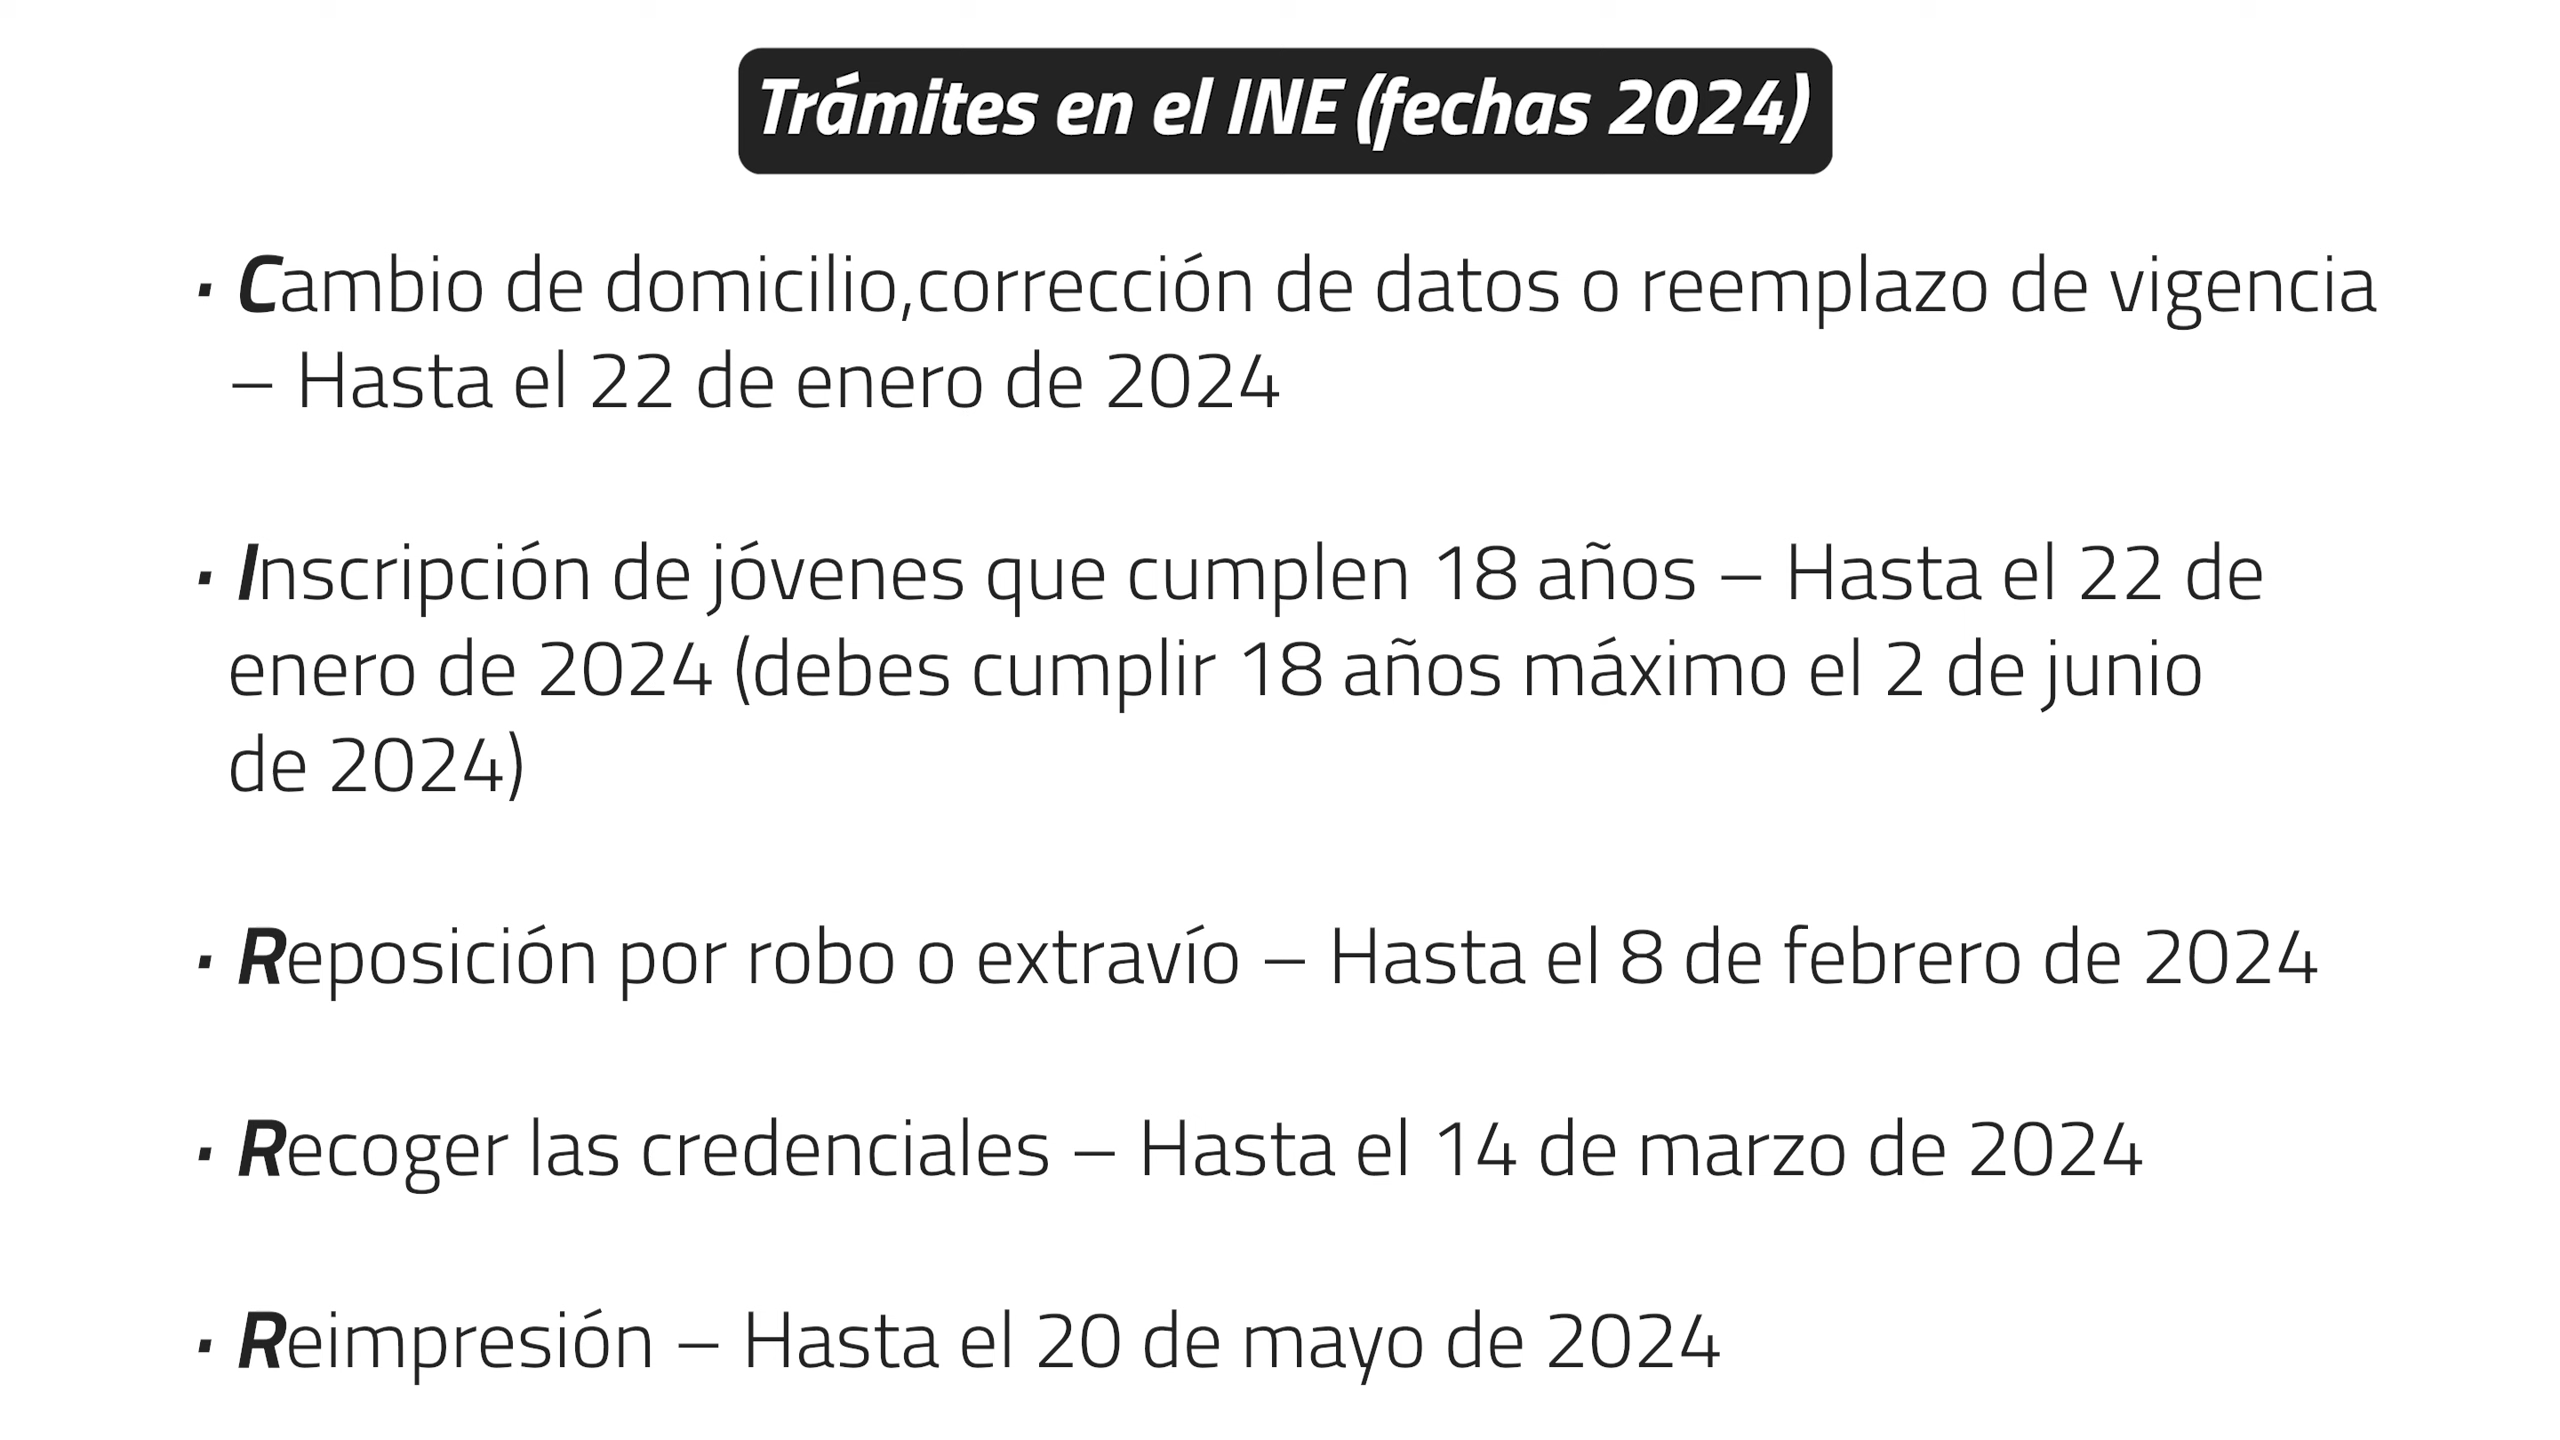 Trámites en el INE (fechas 2024)
· Cambio de domicilio,corrección de datos o reemplazo de vigencia
– Hasta el 22 de enero de 2024
· Inscripción de jóvenes que cumplen 18 años – Hasta el 22 de
enero de 2024 (debes cumplir 18 años máximo el 2 de junio
de 2024)
· Reposición por robo o extravío – Hasta el 8 de febrero de 2024
· Recoger las credenciales – Hasta el 14 de marzo de 2024
· Reimpresión – Hasta el 20 de mayo de 2024